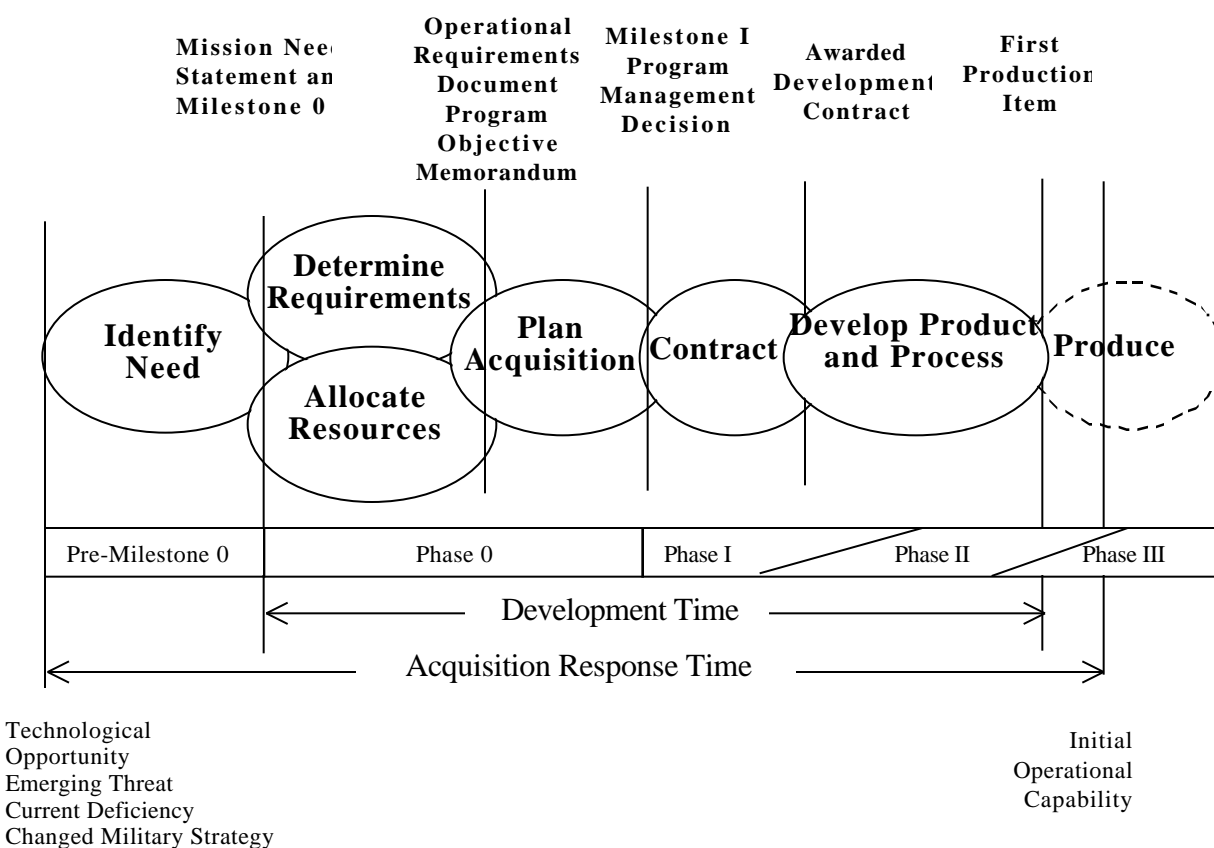 Mission Nee
Statement an
Milestone 0
Operational
Requirements
Document
Program
Objective
Memorandum
Milestone I
Program
Management
Decision
Awarded
Development
Contract
First
Production
Item
Identify
Need
Determine
Requirements
Allocate
Resources
Plan
Acquisition
Contract
Develop Product
and Process
Produce
Pre-Milestone 0
Phase 0
Phase I
Phase II
Phase III
Development Time
Acquisition Response Time
Technological
Opportunity
Emerging Threat
Current Deficiency
Changed Military Strategy
Initial
Operational
Capability